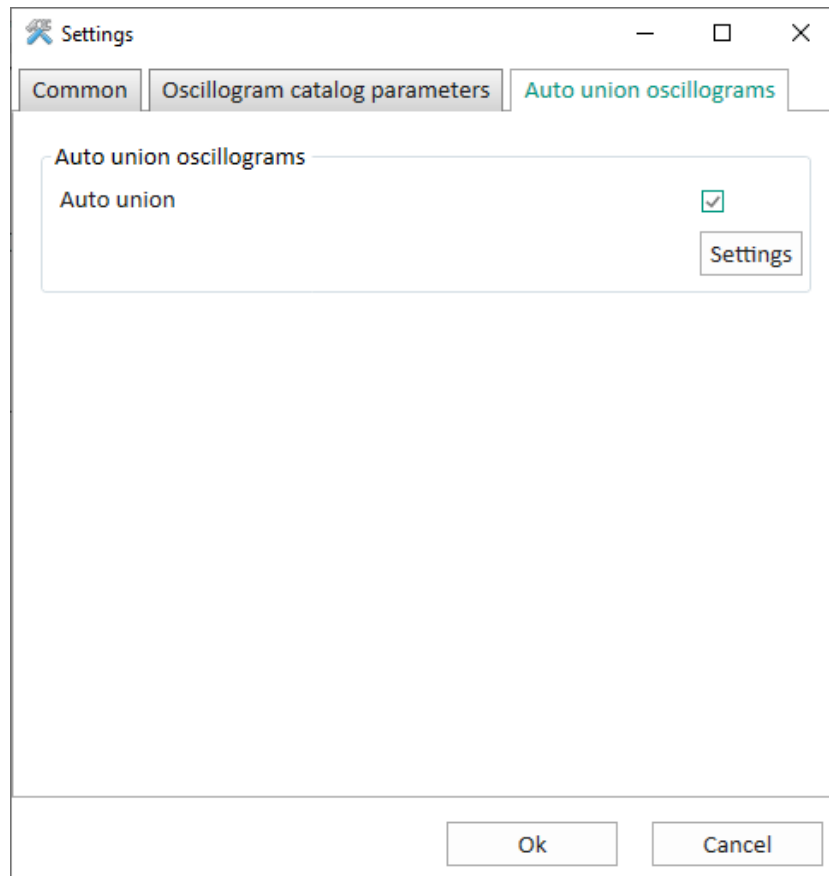 Settings
Common Oscillogram catalog parameters Auto union oscillograms
Auto union oscillograms
Auto union
Settings
Ok Cancel